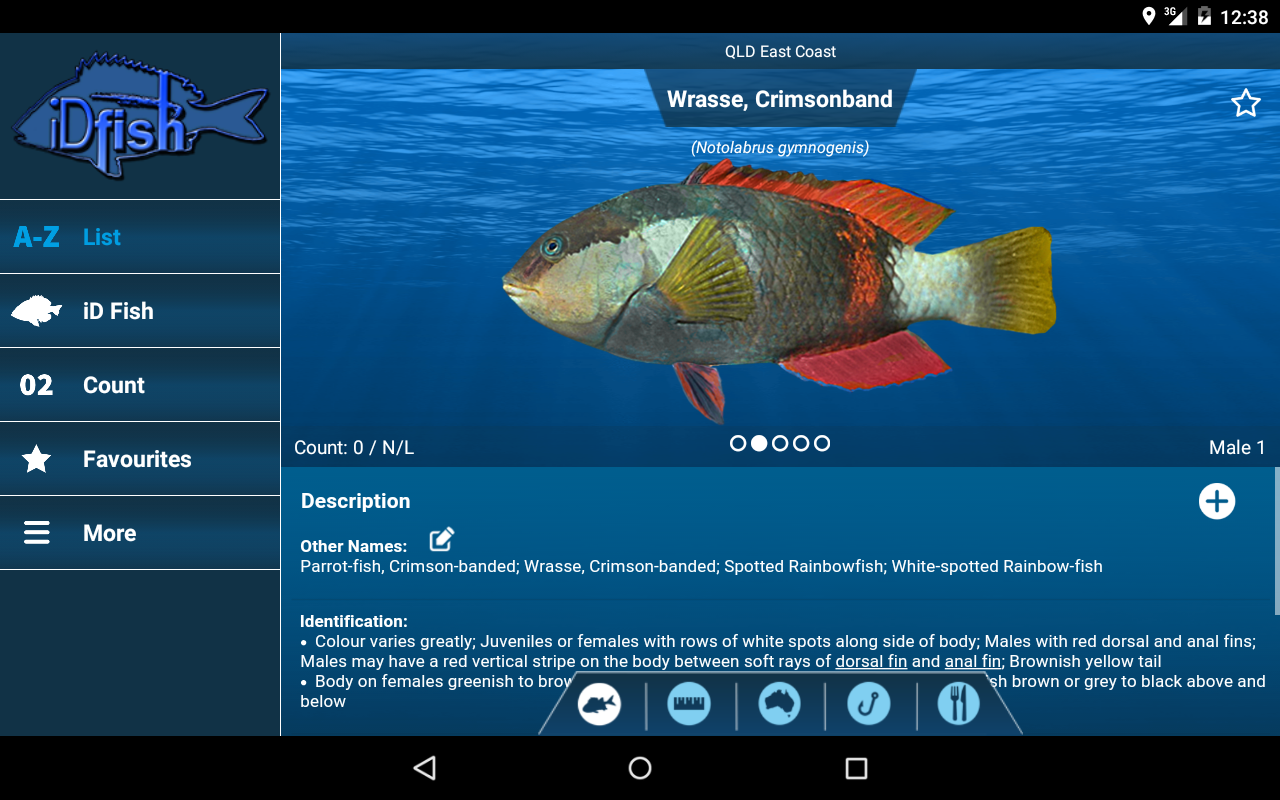 3G 12:38
iDfish
QLD East Coast
Wrasse, Crimsonband
(Notolabrus gymnogenis)
A-Z List
iD Fish
02 Count
Favourites
More
Count: 0 / N/L
Male 1
Description
Other Names:
Parrot-fish, Crimson-banded; Wrasse, Crimson-banded; Spotted Rainbowfish; White-spotted Rainbow-fish
Identification:
• Colour varies greatly; Juveniles or females with rows of white spots along side of body; Males with red dorsal and anal fins;
Males may have a red vertical stripe on the body between soft rays of dorsal fin and anal fin; Brownish yellow tail
• Body on females greenish to brown or grey to black above and
below